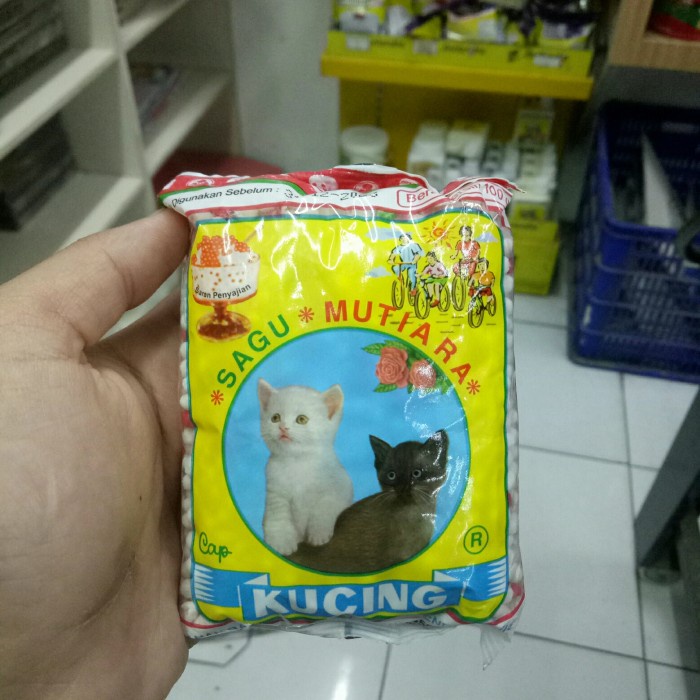 Digunakan Sebelum :
Saran Penyajian
SAGU * MUTIARA *
Cap
R
KUCING